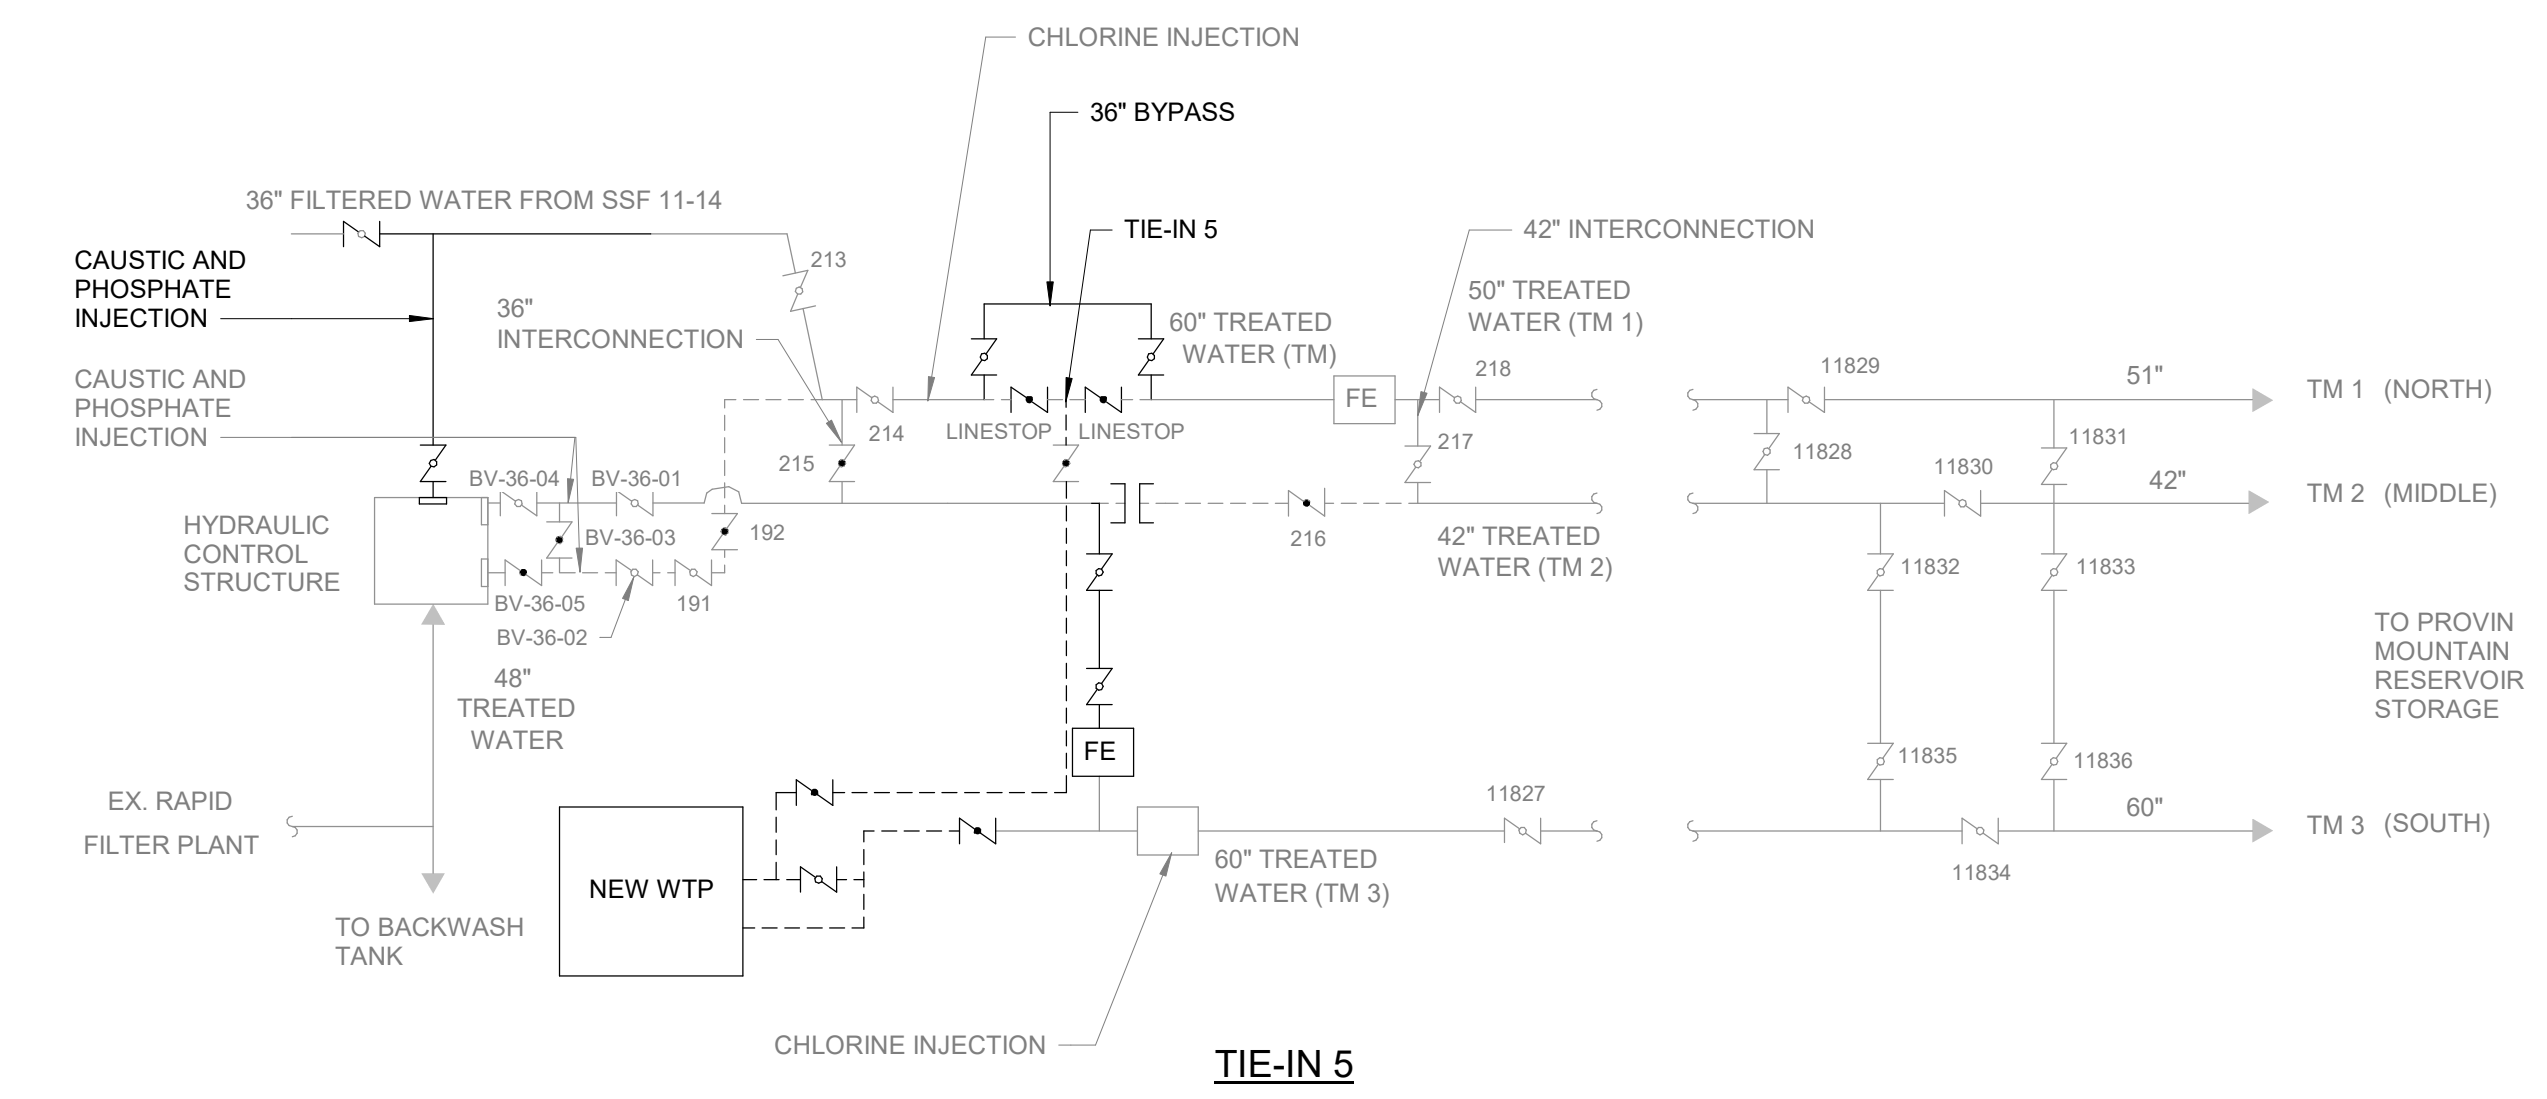 CHLORINE INJECTION
36" BYPASS
36" FILTERED WATER FROM SSF 11-14
TIE-IN 5
42" INTERCONNECTION
CAUSTIC AND
PHOSPHATE
INJECTION
213
36"
INTERCONNECTION
50" TREATED
WATER (TM 1)
60" TREATED
WATER (TM)
CAUSTIC AND
PHOSPHATE
INJECTION
218
11829
51"
TM 1 (NORTH)
FE
214
LINESTOP
LINESTOP
217
215
11828
11831
11830
BV-36-04
BV-36-01
42"
TM 2 (MIDDLE)
HYDRAULIC
CONTROL
STRUCTURE
BV-36-03
192
216
42" TREATED
WATER (TM 2)
11832
11833
BV-36-05
191
BV-36-02
TO PROVIN
MOUNTAIN
RESERVOIR
STORAGE
48"
TREATED
WATER
FE
11835
11836
EX. RAPID
FILTER PLANT
11827
60"
TM 3 (SOUTH)
60" TREATED
WATER (TM 3)
11834
NEW WTP
TO BACKWASH
TANK
CHLORINE INJECTION
TIE-IN 5